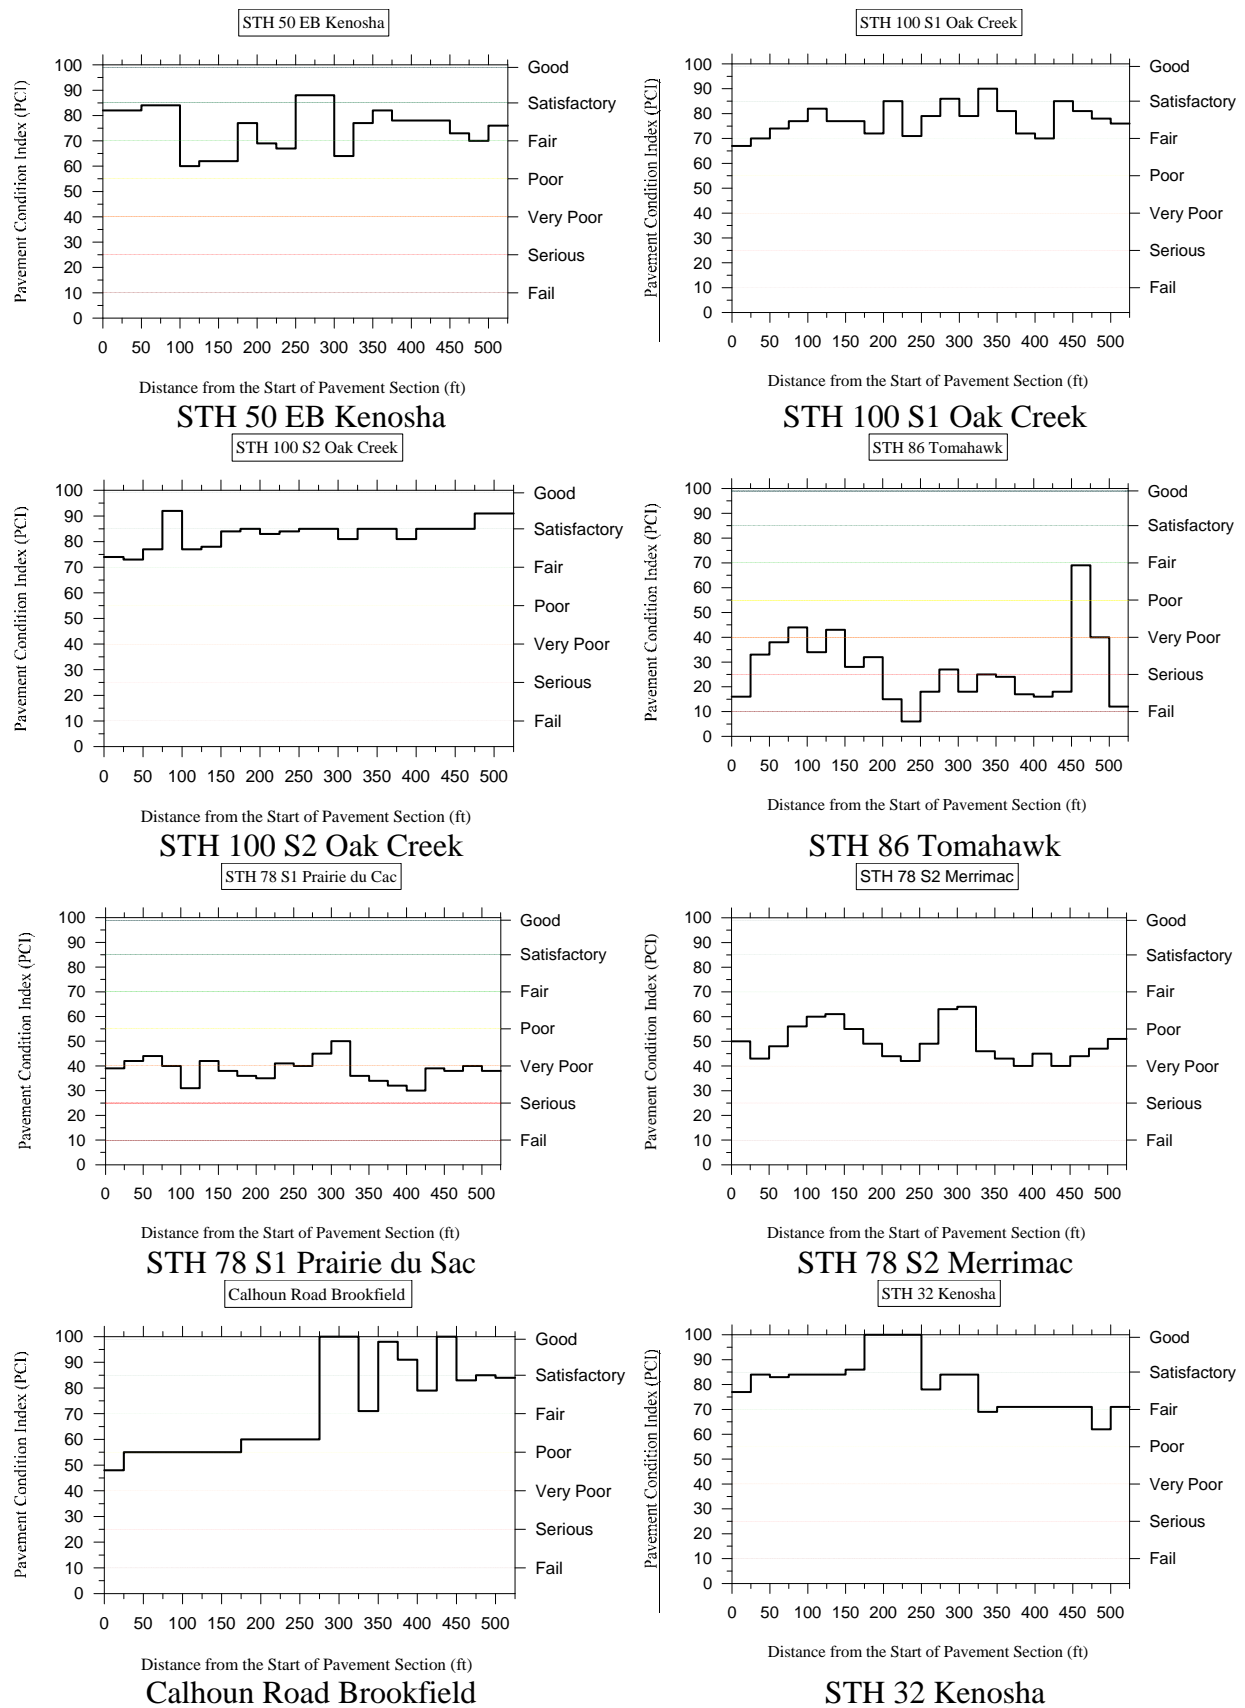 STH 50 EB Kenosha
Pavement Condition Index (PCI)
100
90
80
70
60
50
40
30
20
10
0
Good
Satisfactory
Fair
Poor
Very Poor
Serious
Fail
0 50 100 150 200 250 300 350 400 450 500
Distance from the Start of Pavement Section (ft)
STH 50 EB Kenosha
STH 100 S1 Oak Creek
Pavement Condition Index (PCI)
100
90
80
70
60
50
40
30
20
10
0
Good
Satisfactory
Fair
Poor
Very Poor
Serious
Fail
0 50 100 150 200 250 300 350 400 450 500
Distance from the Start of Pavement Section (ft)
STH 100 S1 Oak Creek
STH 100 S2 Oak Creek
Pavement Condition Index (PCI)
100
90
80
70
60
50
40
30
20
10
0
Good
Satisfactory
Fair
Poor
Very Poor
Serious
Fail
0 50 100 150 200 250 300 350 400 450 500
Distance from the Start of Pavement Section (ft)
STH 100 S2 Oak Creek
STH 86 Tomahawk
Pavement Condition Index (PCI)
100
90
80
70
60
50
40
30
20
10
0
Good
Satisfactory
Fair
Poor
Very Poor
Serious
Fail
0 50 100 150 200 250 300 350 400 450 500
Distance from the Start of Pavement Section (ft)
STH 86 Tomahawk
STH 78 S1 Prairie du Cac
Pavement Condition Index (PCI)
100
90
80
70
60
50
40
30
20
10
0
Good
Satisfactory
Fair
Poor
Very Poor
Serious
Fail
0 50 100 150 200 250 300 350 400 450 500
Distance from the Start of Pavement Section (ft)
STH 78 S1 Prairie du Sac
STH 78 S2 Merrimac
Pavement Condition Index (PCI)
100
90
80
70
60
50
40
30
20
10
0
Good
Satisfactory
Fair
Poor
Very Poor
Serious
Fail
0 50 100 150 200 250 300 350 400 450 500
Distance from the Start of Pavement Section (ft)
STH 78 S2 Merrimac
Calhoun Road Brookfield
Pavement Condition Index (PCI)
100
90
80
70
60
50
40
30
20
10
0
Good
Satisfactory
Fair
Poor
Very Poor
Serious
Fail
0 50 100 150 200 250 300 350 400 450 500
Distance from the Start of Pavement Section (ft)
Calhoun Road Brookfield
STH 32 Kenosha
Pavement Condition Index (PCI)
100
90
80
70
60
50
40
30
20
10
0
Good
Satisfactory
Fair
Poor
Very Poor
Serious
Fail
0 50 100 150 200 250 300 350 400 450 500
Distance from the Start of Pavement Section (ft)
STH 32 Kenosha